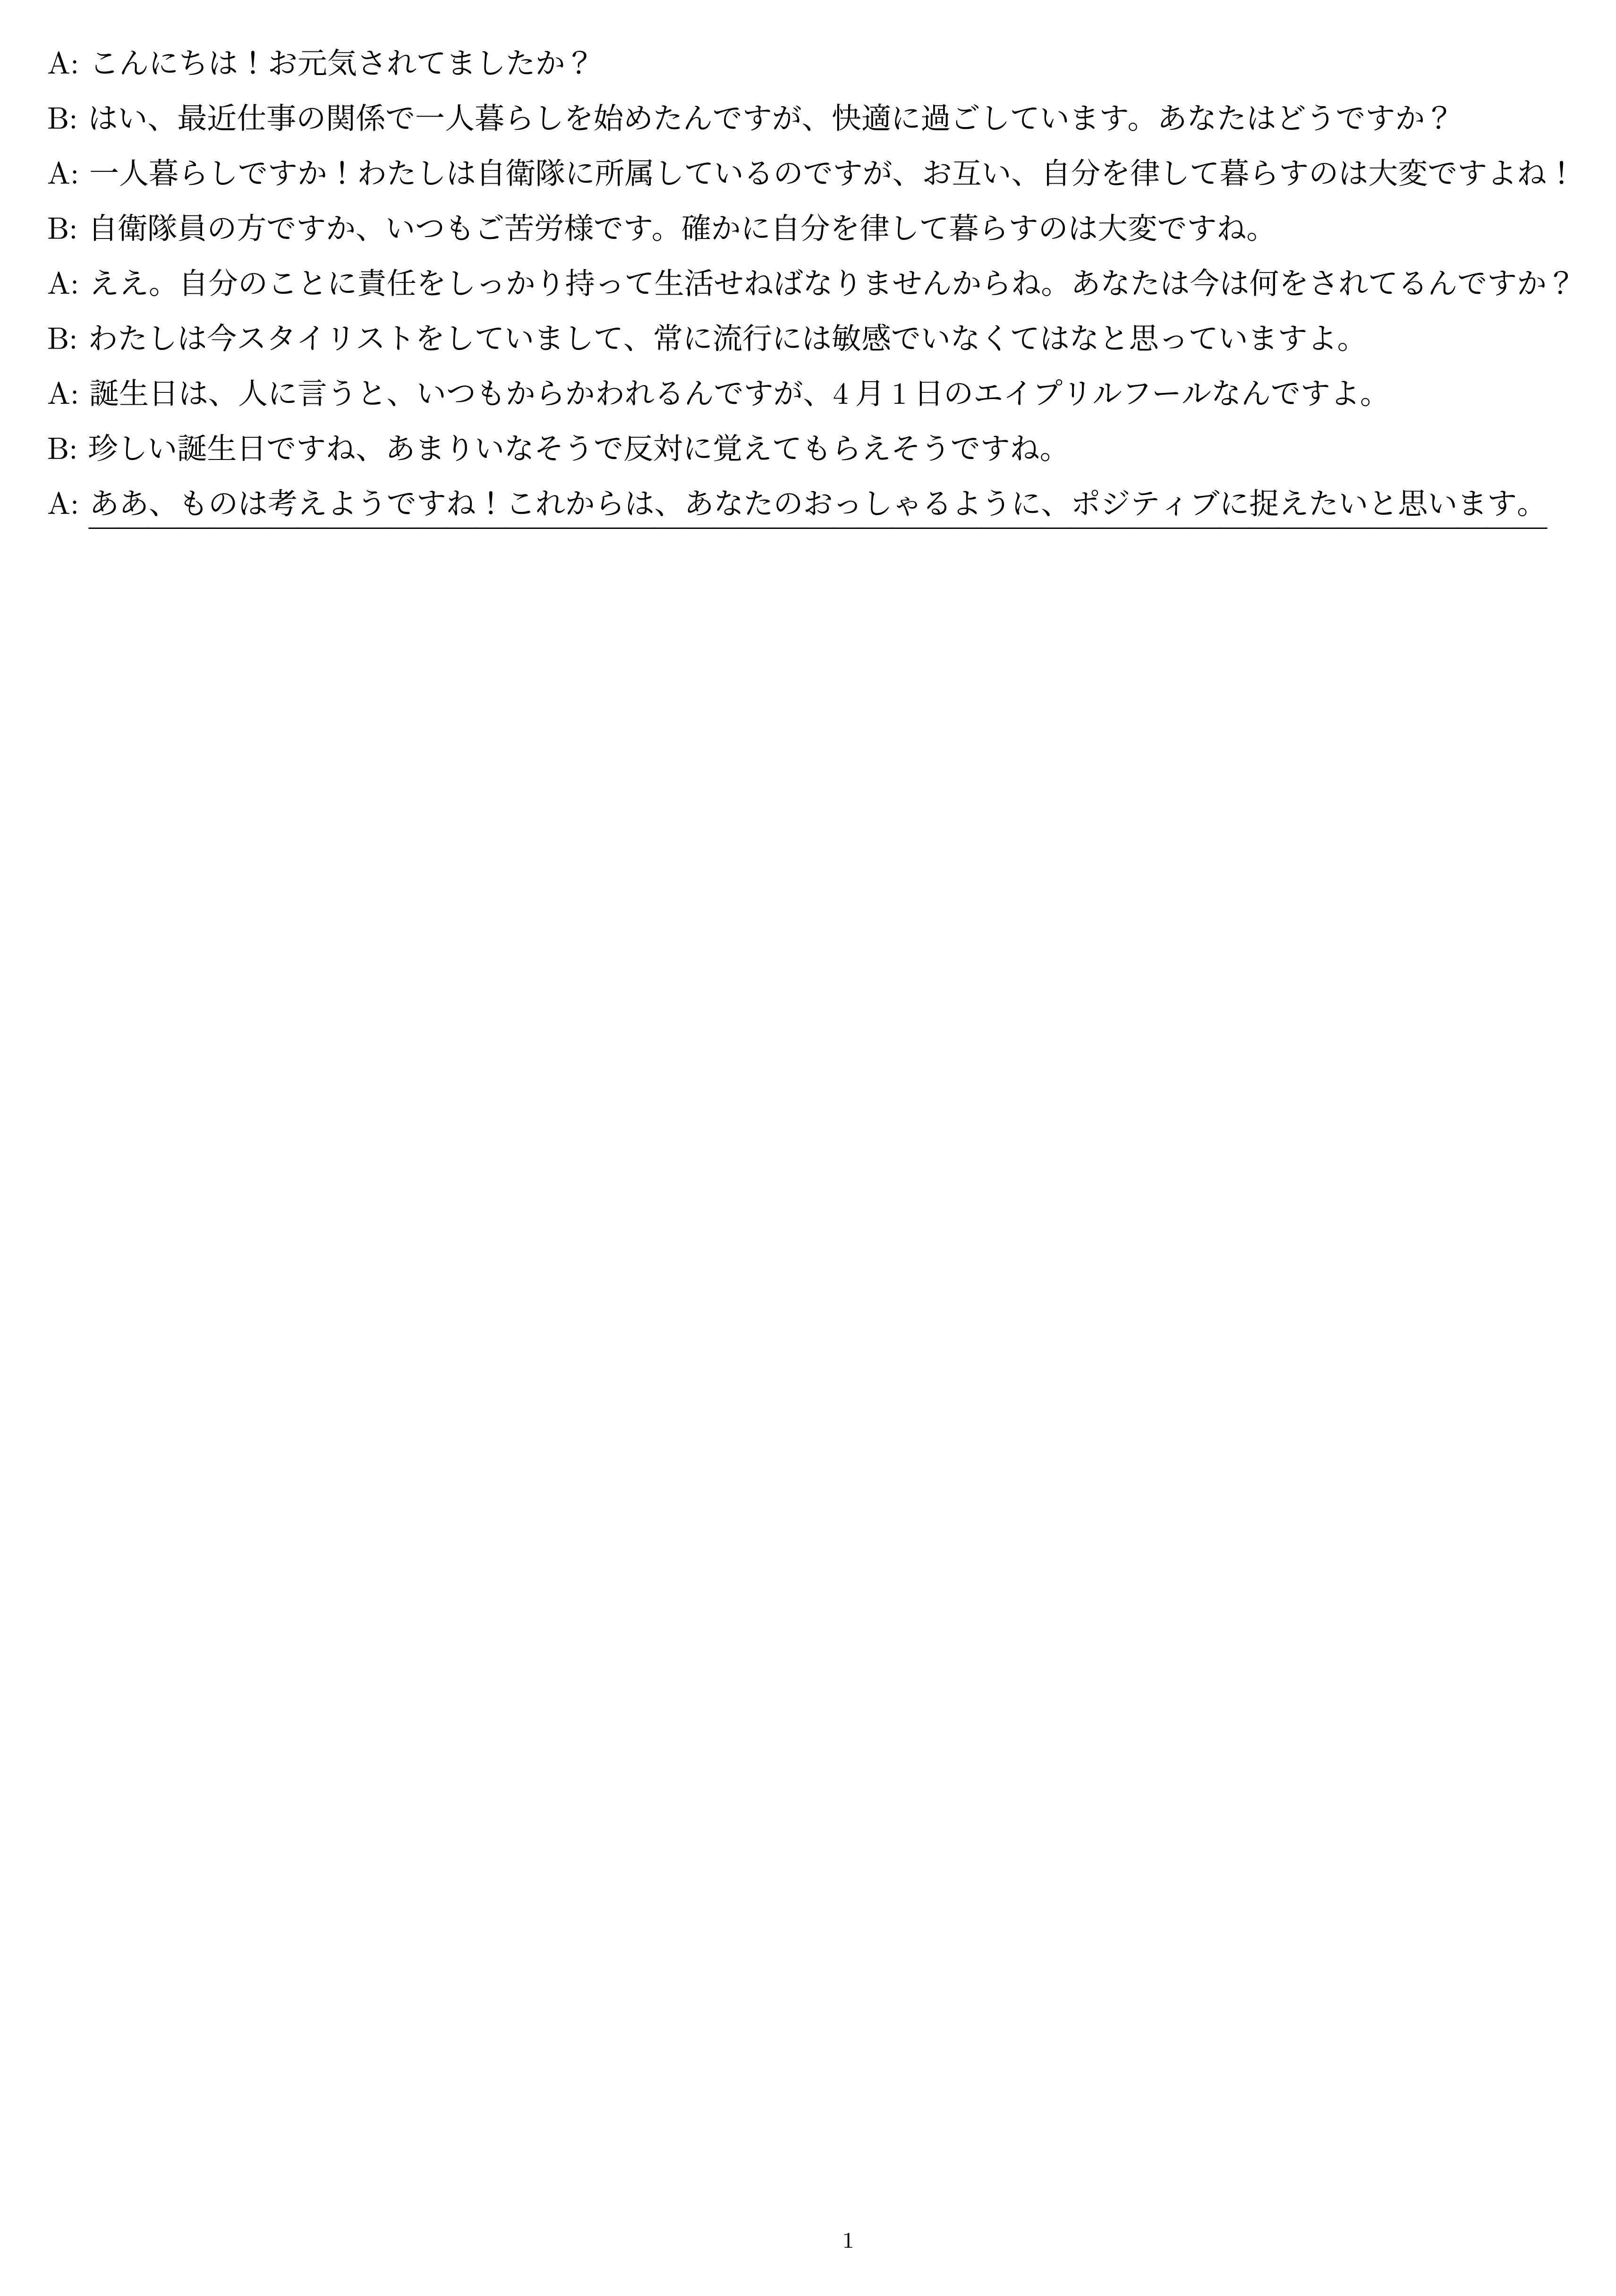 A: こんにちは！お元気されてましたか？
B: はい、最近仕事の関係で一人暮らしを始めたんですが、快適に過ごしています。あなたはどうですか？
A: 一人暮らしですか！わたしは自衛隊に所属しているのですが、お互い、自分を律して暮らすのは大変ですよね！
B: 自衛隊員の方ですか、いつもご苦労様です。確かに自分を律して暮らすのは大変ですね。
A: ええ。自分のことに責任をしっかり持って生活せねばなりませんからね。あなたは今は何をされてるんですか？
B: わたしは今スタイリストをしていまして、常に流行には敏感でいなくてはなと思っていますよ。
A: 誕生日は、人に言うと、いつもからかわれるんですが、4月1日のエイプリルフールなんですよ。
B: 珍しい誕生日ですね、あまりいなそうで反対に覚えてもらえそうですね。
A: ああ、ものは考えようですね！これからは、あなたのおっしゃるように、ポジティブに捉えたいと思います。
1